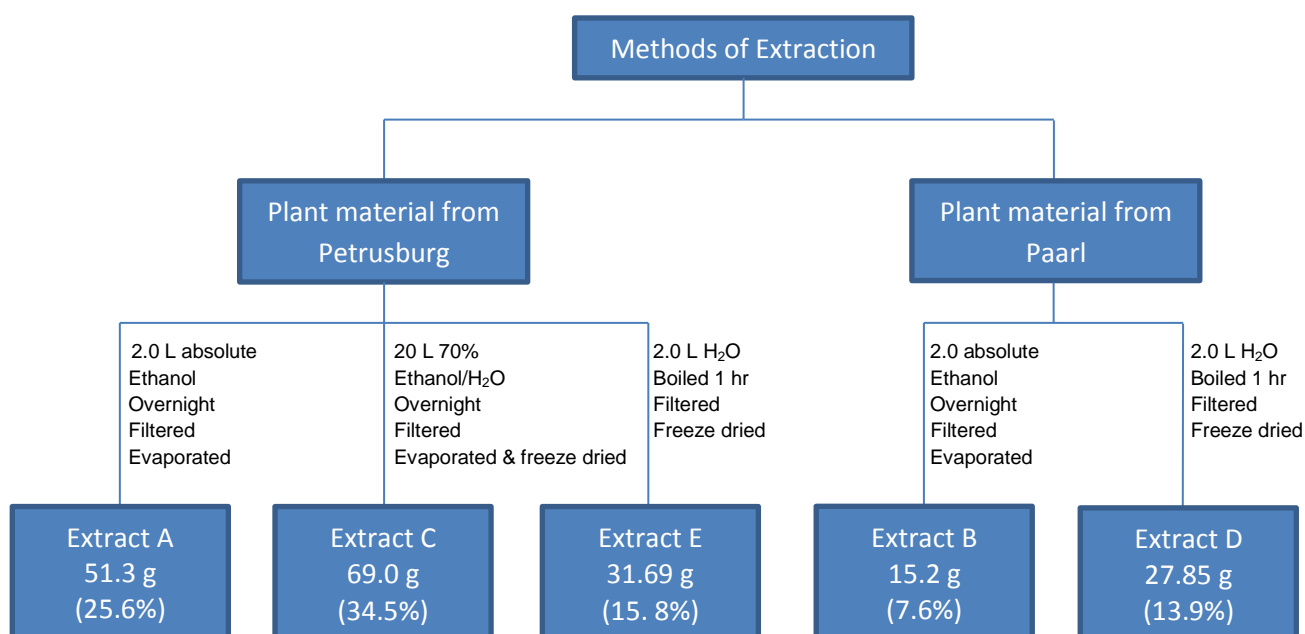 Methods of Extraction
Plant material from
Petrusburg
Plant material from
Paarl
2.0 L absolute
Ethanol
Overnight
Filtered
Evaporated
20 L 70%
Ethanol/H₂O
Overnight
Filtered
Evaporated & freeze dried
2.0 L H₂O
Boiled 1 hr
Filtered
Freeze dried
2.0 absolute
Ethanol
Overnight
Filtered
Evaporated
2.0 L H₂O
Boiled 1 hr
Filtered
Freeze dried
Extract A
51.3 g
(25.6%)
Extract C
69.0 g
(34.5%)
Extract E
31.69 g
(15. 8%)
Extract B
15.2 g
(7.6%)
Extract D
27.85 g
(13.9%)